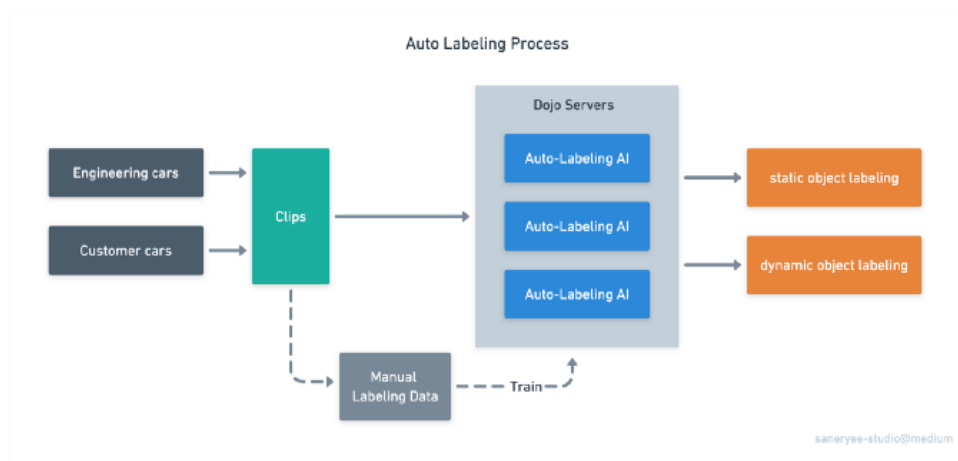 Auto Labeling Process
Dojo Servers
Engineering cars
Customer cars
Clips
Auto-Labeling AI
Auto-Labeling AI
Auto-Labeling AI
static object labeling
dynamic object labeling
Manual
Labeling Data
Train
saneryee-studio@medium